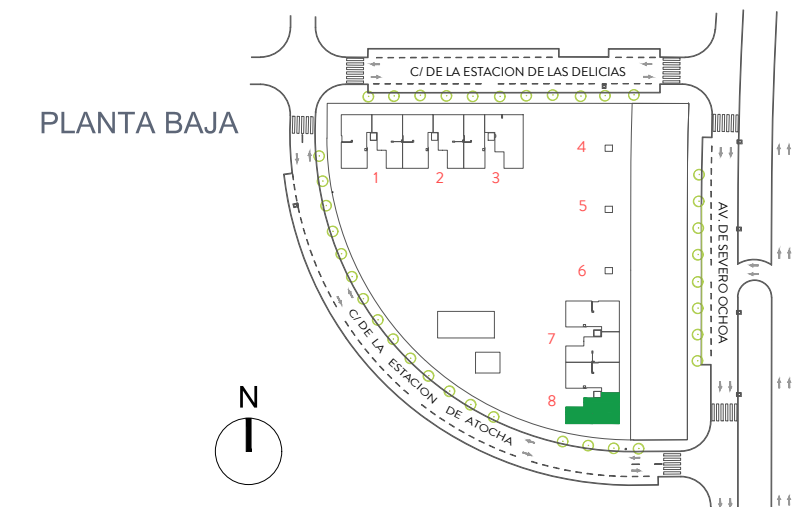 C/ DE LA ESTACION DE LAS DELICIAS
PLANTA BAJA
1
2
3
4
5
6
7
8
AV. DE SEVERO OCHOA
C/ DE LA ESTACION DE ATOCHA
N